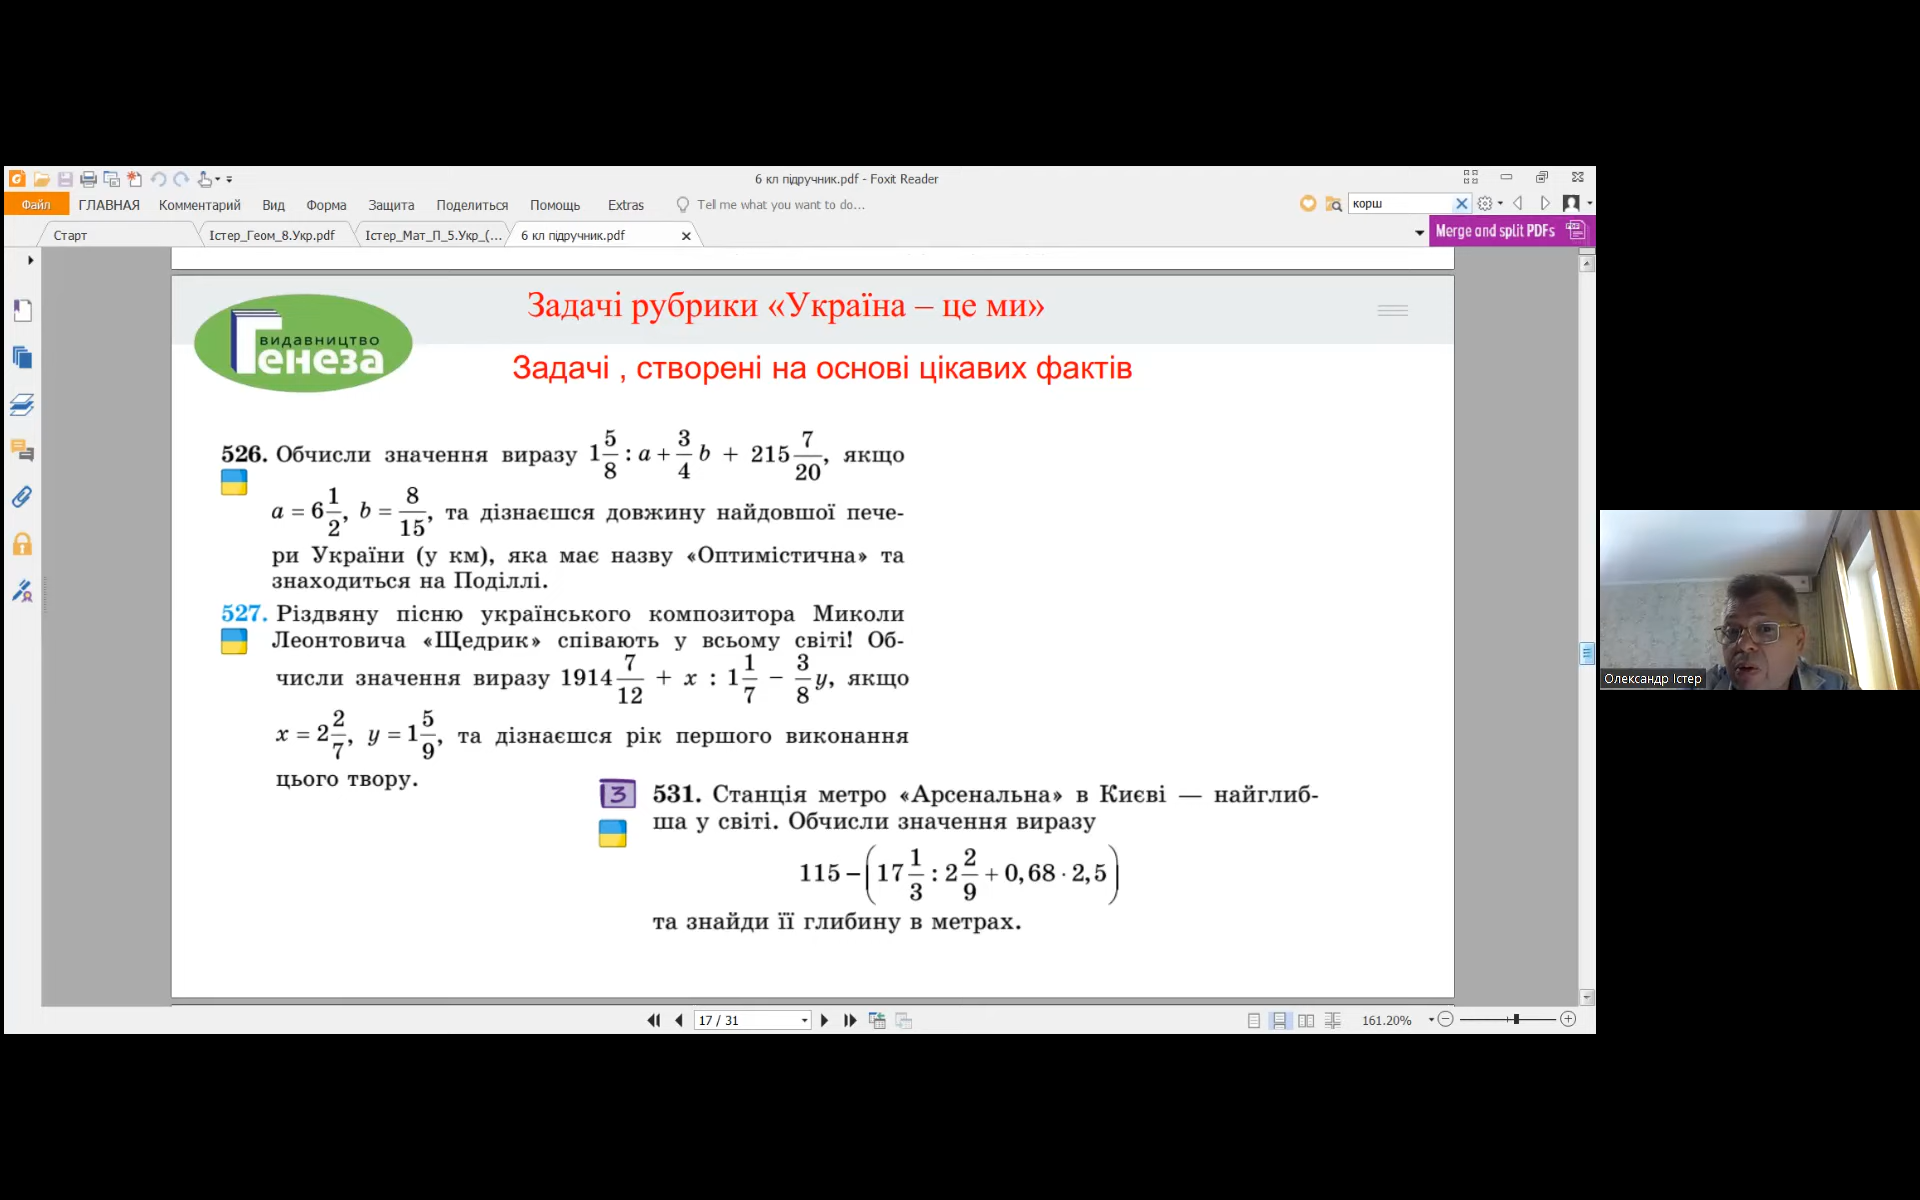 6 кл підручник.pdf - Foxit Reader
Файл ГЛАВНАЯ Комментарий Вид Форма Защита Поделиться Помощь Extras Tell me what you want to do... корш
Старт Істер_Геом_8.Укр.pdf Істер_Мат_П_5.Укр_(... 6 кл підручник.pdf Merge and split PDFs
Задачі рубрики «Україна – це ми»
видавництво
Генеза
Задачі , створені на основі цікавих фактів
526. Обчисли значення виразу 1 5/8 : a + 3/4 b + 215 7/20, якщо
a = 6 1/2, b = 8/15, та дізнаєшся довжину найдовшої пече-
ри України (у км), яка має назву «Оптимістична» та
знаходиться на Поділлі.
527. Різдвяну пісню українського композитора Миколи
Леонтовича «Щедрик» співають у всьому світі! Об-
числи значення виразу 1914 7/12 + x : 1 1/7 − 3/8 y, якщо
x = 2 2/7, y = 1 5/9, та дізнаєшся рік першого виконання
цього твору.
3 531. Станція метро «Арсенальна» в Києві — найглиб-
ша у світі. Обчисли значення виразу
115 − (17 1/3 : 2 2/9 + 0,68 · 2,5)
та знайди її глибину в метрах.
17 / 31 161.20%
Олександр Істер